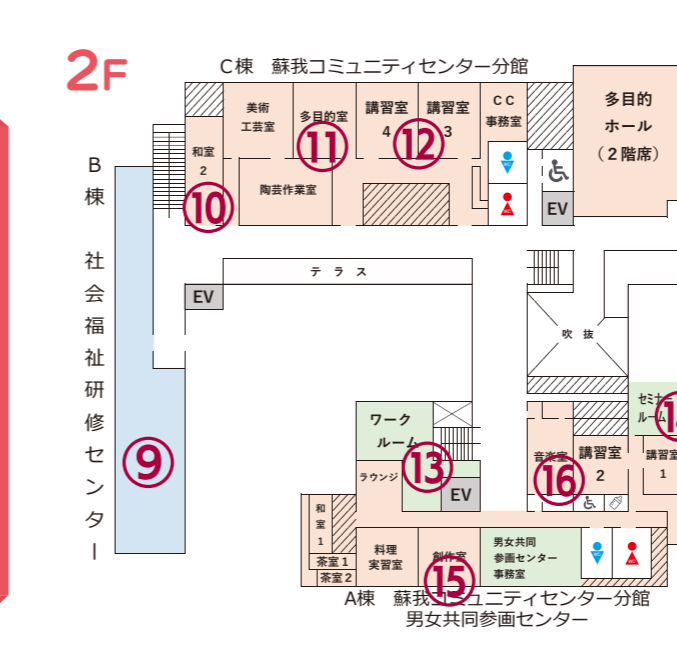 2F
C棟 蘇我コミュニティセンター分館
美術
工芸室
多目的室
⑪
講習室
4
⑫
講習室
3
CC
事務室
多目的
ホール
（２階席）
和室
2
⑩
陶芸作業室
EV
B棟 社会福祉研修センター
⑨
テラス
EV
吹抜
ワーク
ルーム
⑬
ラウンジ
EV
音楽室
⑯
講習室
2
セミナー
ルーム
講習室
1
和室1
茶室1
茶室2
料理
実習室
創作室
⑮
男女共同
参画センター
事務室
A棟 蘇我コミュニティセンター分館
男女共同参画センター